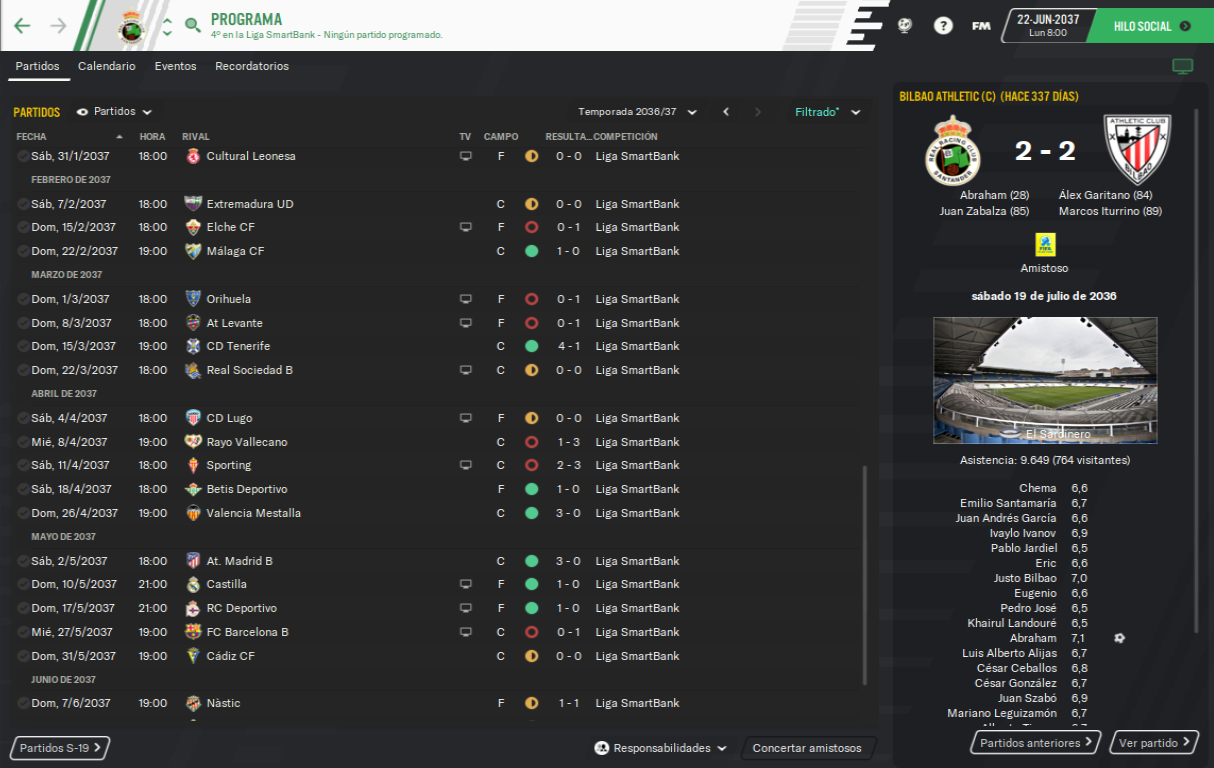 PROGRAMA
4º en la Liga SmartBank - Ningún partido programado.
FM
22-JUN-2037
Lun 8:00
HILO SOCIAL
Partidos Calendario Eventos Recordatorios
PARTIDOS Partidos Temporada 2036/37 Filtrado*
FECHA HORA RIVAL TV CAMPO RESULTA... COMPETICIÓN
Sáb, 31/1/2037 18:00 Cultural Leonesa F 0 - 0 Liga SmartBank
FEBRERO DE 2037
Sáb, 7/2/2037 18:00 Extremadura UD C 0 - 0 Liga SmartBank
Dom, 15/2/2037 18:00 Elche CF F 0 - 1 Liga SmartBank
Dom, 22/2/2037 19:00 Málaga CF C 1 - 0 Liga SmartBank
MARZO DE 2037
Dom, 1/3/2037 18:00 Orihuela F 0 - 1 Liga SmartBank
Dom, 8/3/2037 18:00 At Levante F 0 - 1 Liga SmartBank
Dom, 15/3/2037 19:00 CD Tenerife C 4 - 1 Liga SmartBank
Dom, 22/3/2037 18:00 Real Sociedad B C 0 - 0 Liga SmartBank
ABRIL DE 2037
Sáb, 4/4/2037 18:00 CD Lugo F 0 - 0 Liga SmartBank
Mié, 8/4/2037 19:00 Rayo Vallecano C 1 - 3 Liga SmartBank
Sáb, 11/4/2037 18:00 Sporting C 2 - 3 Liga SmartBank
Sáb, 18/4/2037 18:00 Betis Deportivo F 1 - 0 Liga SmartBank
Dom, 26/4/2037 19:00 Valencia Mestalla C 3 - 0 Liga SmartBank
MAYO DE 2037
Sáb, 2/5/2037 18:00 At. Madrid B C 3 - 0 Liga SmartBank
Dom, 10/5/2037 21:00 Castilla F 1 - 0 Liga SmartBank
Dom, 17/5/2037 21:00 RC Deportivo F 1 - 0 Liga SmartBank
Mié, 27/5/2037 19:00 FC Barcelona B C 0 - 1 Liga SmartBank
Dom, 31/5/2037 19:00 Cádiz CF C 0 - 0 Liga SmartBank
JUNIO DE 2037
Dom, 7/6/2037 19:00 Nàstic F 1 - 1 Liga SmartBank
Partidos S-19 Responsabilidades Concertar amistosos
BILBAO ATHLETIC (C) (HACE 337 DÍAS)
REAL RACING CLUB
SANTANDER
2 - 2
ATHLETIC CLUB
BILBAO
Abraham (28) Álex Garitano (84)
Juan Zabalza (85) Marcos Iturrino (89)
FIFA
Amistoso
sábado 19 de julio de 2036
El Sardinero
Asistencia: 9.649 (764 visitantes)
Chema 6,6
Emilio Santamaría 6,7
Juan Andrés García 6,6
Ivaylo Ivanov 6,9
Pablo Jardiel 6,5
Eric 6,6
Justo Bilbao 7,0
Eugenio 6,6
Pedro José 6,5
Khairul Landouré 6,5
Abraham 7,1
Luis Alberto Alijas 6,7
César Ceballos 6,8
César González 6,7
Juan Szabó 6,9
Mariano Leguizamón 6,7
Partidos anteriores Ver partido